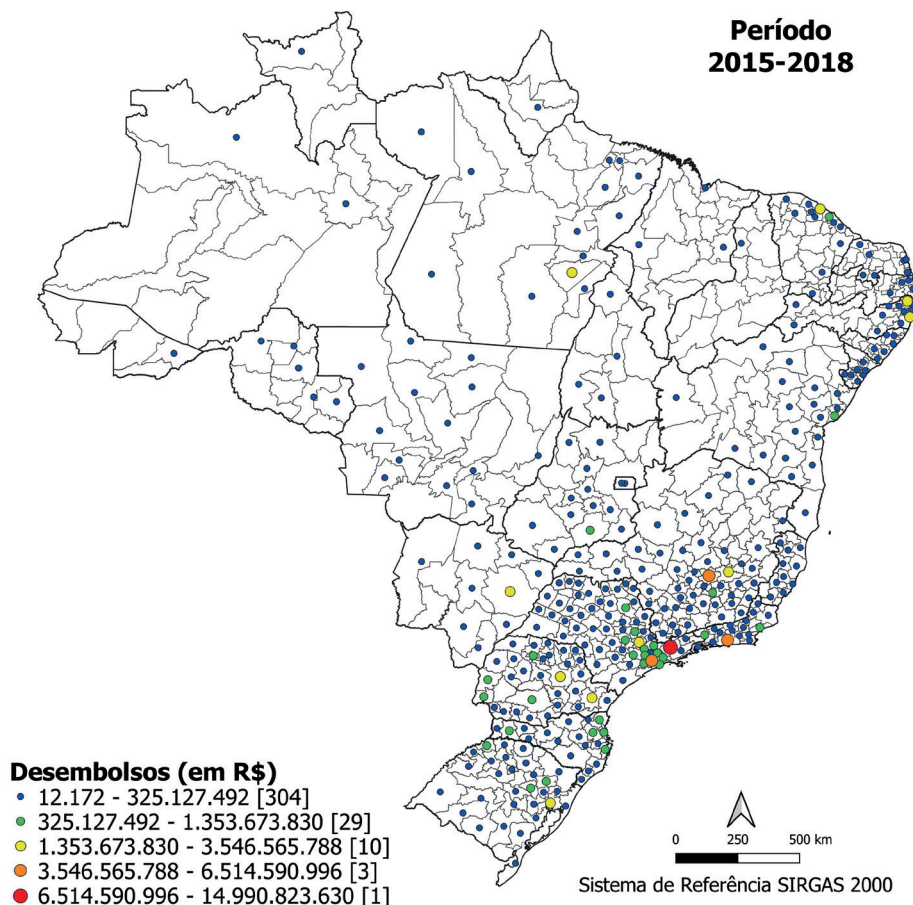 Período
2015-2018
Desembolsos (em R$)
12.172 - 325.127.492 [304]
325.127.492 - 1.353.673.830 [29]
1.353.673.830 - 3.546.565.788 [10]
3.546.565.788 - 6.514.590.996 [3]
6.514.590.996 - 14.990.823.630 [1]
0 250 500 km
Sistema de Referência SIRGAS 2000